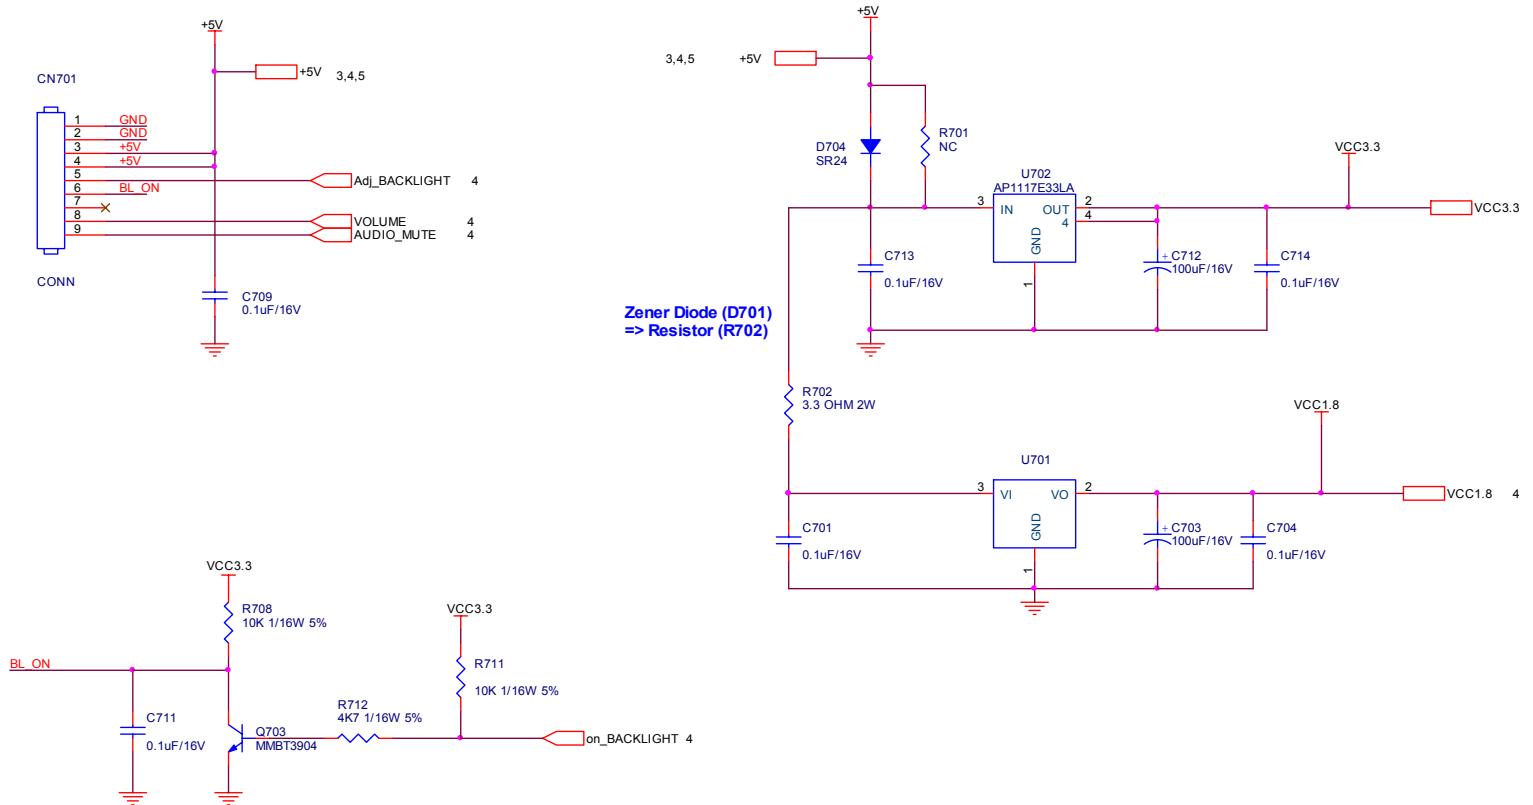 +5V
+5V 3,4,5
CN701
1 GND
2 GND
3 +5V
4 +5V
5
6 BL_ON
7
8
9
Adj_BACKLIGHT 4
VOLUME 4
AUDIO_MUTE 4
CONN
C709
0.1uF/16V
+5V
3,4,5 +5V
D704
SR24
R701
NC
U702
AP1117E33LA
3 IN OUT 2
4 4
GND
1
VCC3.3
VCC3.3
C713
0.1uF/16V
+ C712
100uF/16V
C714
0.1uF/16V
Zener Diode (D701)
=> Resistor (R702)
R702
3.3 OHM 2W
VCC1.8
U701
3 VI VO 2
GND
1
VCC1.8 4
C701
0.1uF/16V
+ C703
100uF/16V
C704
0.1uF/16V
VCC3.3
R708
10K 1/16W 5%
BL_ON
C711
0.1uF/16V
Q703
MMBT3904
VCC3.3
R711
10K 1/16W 5%
R712
4K7 1/16W 5%
on_BACKLIGHT 4